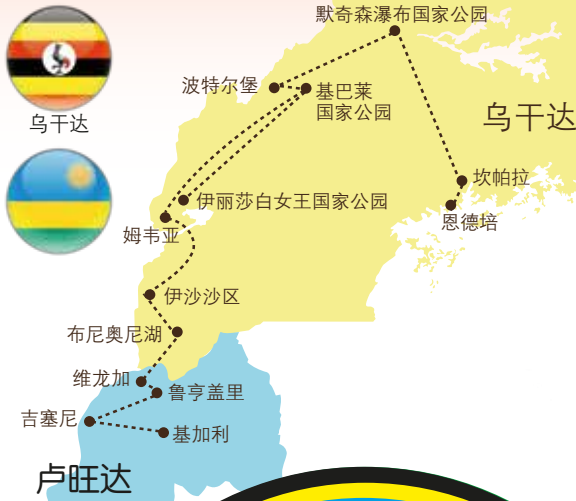 默奇森瀑布国家公园
波特尔堡
基巴莱
国家公园
乌干达
乌干达
坎帕拉
伊丽莎白女王国家公园
恩德培
姆韦亚
伊沙沙区
布尼奥尼湖
维龙加
鲁亨盖里
吉塞尼
基加利
卢旺达